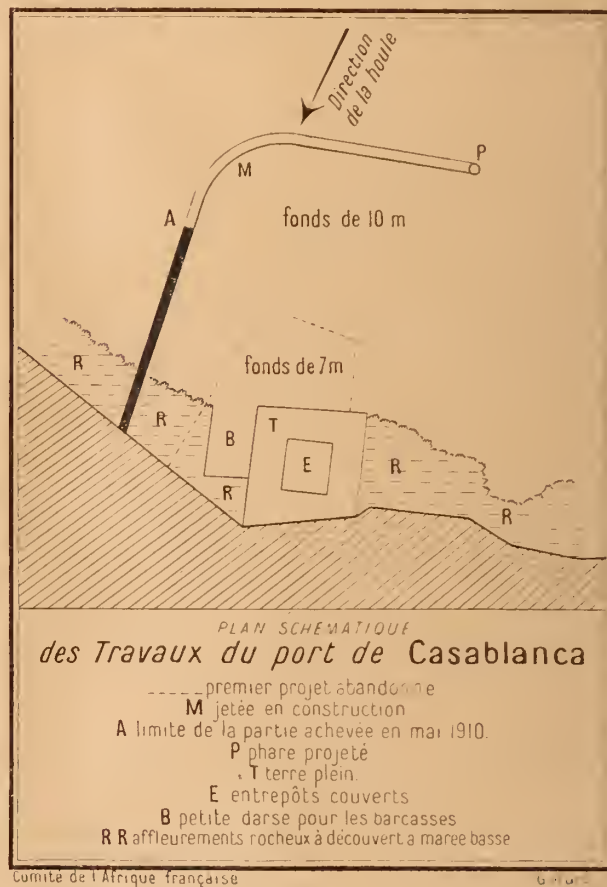 Direction
de la houle
P
M
A
fonds de 10 m
fonds de 7m
R
R
B
T
E
R
R
R
PLAN SCHÉMATIQUE
des Travaux du port de Casablanca
premier projet abandonne
M jetée en construction
A limite de la partie achevée en mai 1910.
P phare projeté
T terre plein.
E entrepôts couverts
B petite darse pour les barcasses
R R affleurements rocheux à découvert a marée basse
Comité de l'Afrique française